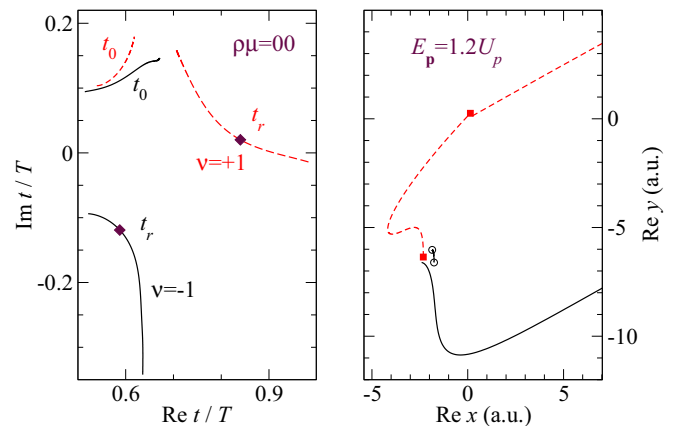 0.2
0
-0.2
Im t / T
0.6
0.9
Re t / T
ρμ=00
t0
t0
tr
ν=+1
tr
ν=-1
Ep=1.2Up
0
-5
-10
Re y (a.u.)
-5
0
5
Re x (a.u.)